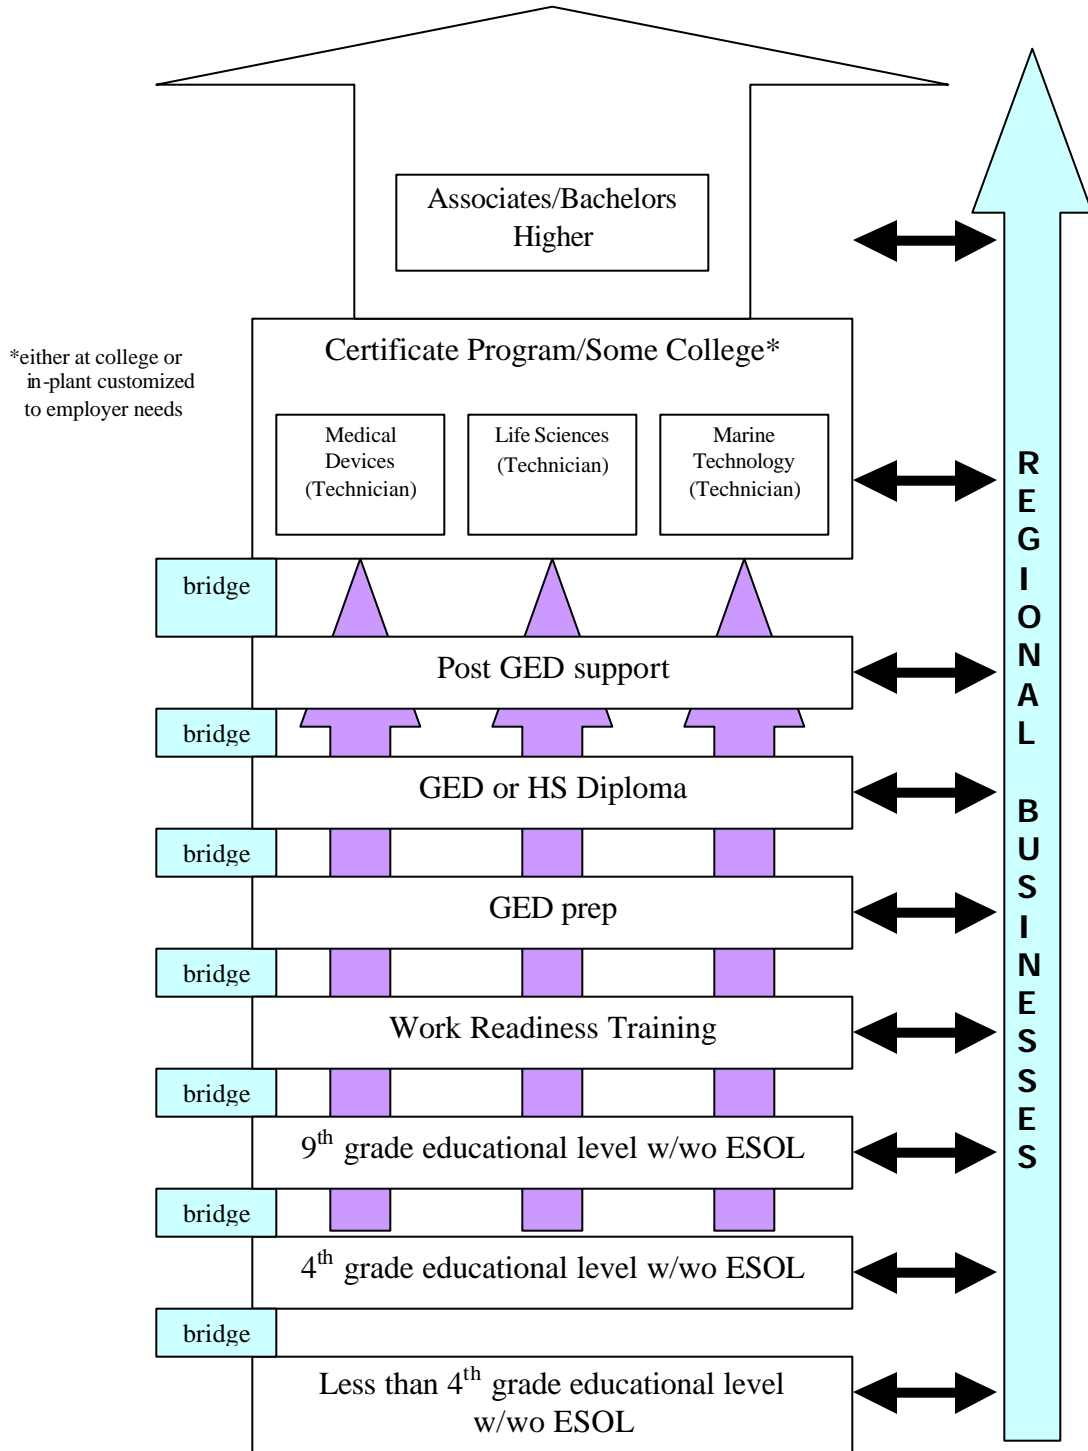 Associates/Bachelors
Higher
Certificate Program/Some College*
*either at college or
in-plant customized
to employer needs
Medical
Devices
(Technician)
Life Sciences
(Technician)
Marine
Technology
(Technician)
bridge
Post GED support
bridge
GED or HS Diploma
bridge
GED prep
bridge
Work Readiness Training
bridge
9th grade educational level w/wo ESOL
bridge
4th grade educational level w/wo ESOL
bridge
Less than 4th grade educational level
w/wo ESOL
REGIONAL BUSINESSES